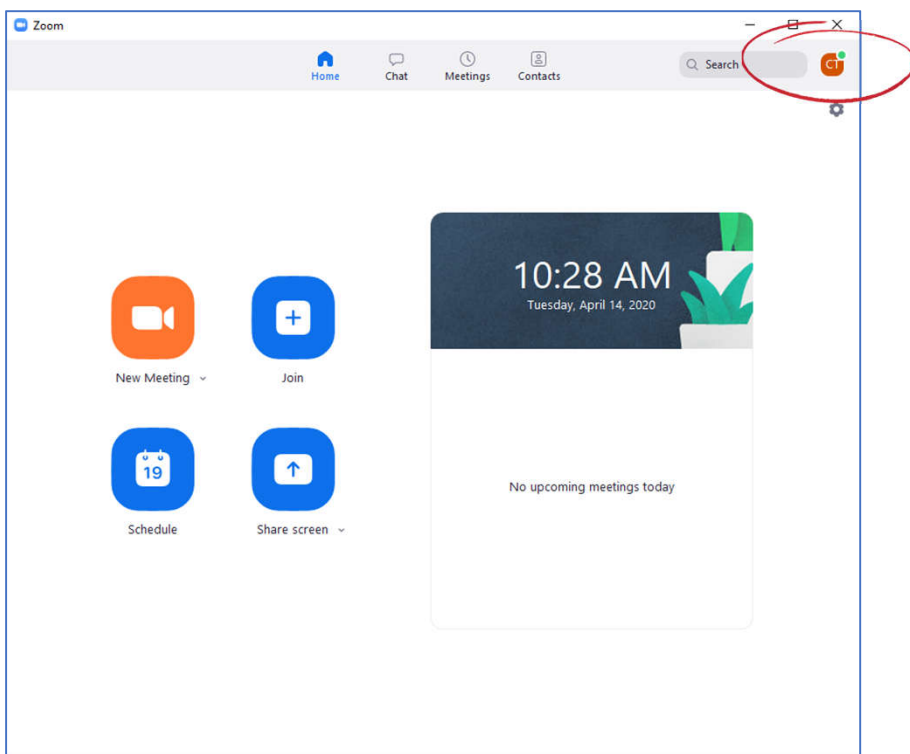 Zoom
Home Chat Meetings Contacts Search CT
10:28 AM
Tuesday, April 14, 2020
New Meeting Join
19
Schedule Share screen
No upcoming meetings today